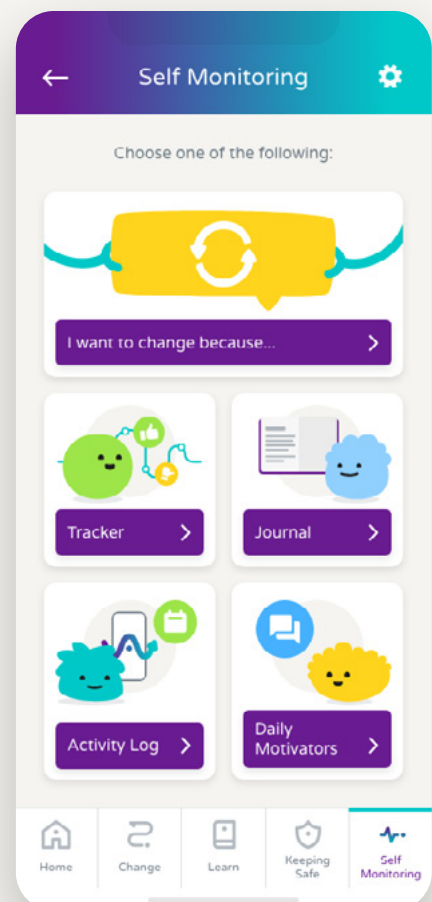 Self Monitoring
Choose one of the following:
I want to change because...
Tracker
Journal
Activity Log
Daily
Motivators
Home
Change
Learn
Keeping
Safe
Self
Monitoring